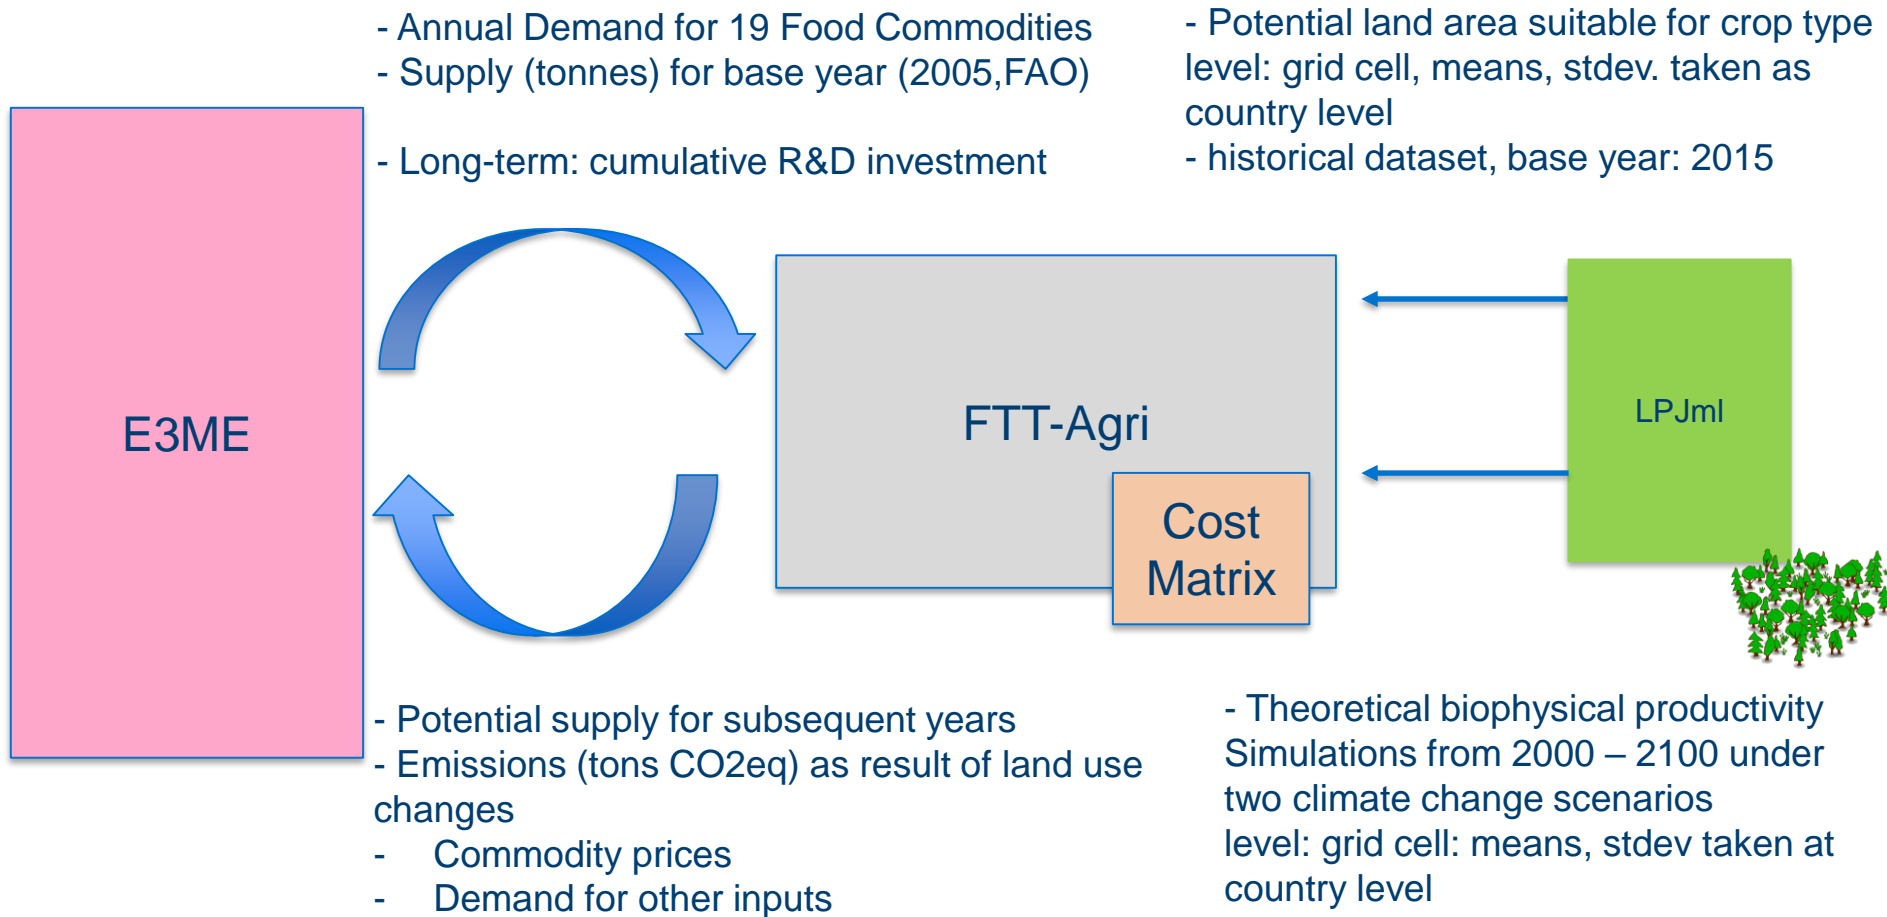 - Annual Demand for 19 Food Commodities
- Supply (tonnes) for base year (2005,FAO)
- Long-term: cumulative R&D investment
- Potential land area suitable for crop type
level: grid cell, means, stdev. taken as
country level
- historical dataset, base year: 2015
E3ME
FTT-Agri
LPJml
Cost
Matrix
- Potential supply for subsequent years
- Emissions (tons CO2eq) as result of land use
changes
- Commodity prices
- Demand for other inputs
- Theoretical biophysical productivity
Simulations from 2000 – 2100 under
two climate change scenarios
level: grid cell: means, stdev taken at
country level